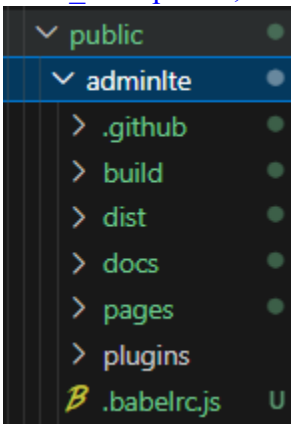 public
adminlte
.github
build
dist
docs
pages
plugins
.babelrc.js U